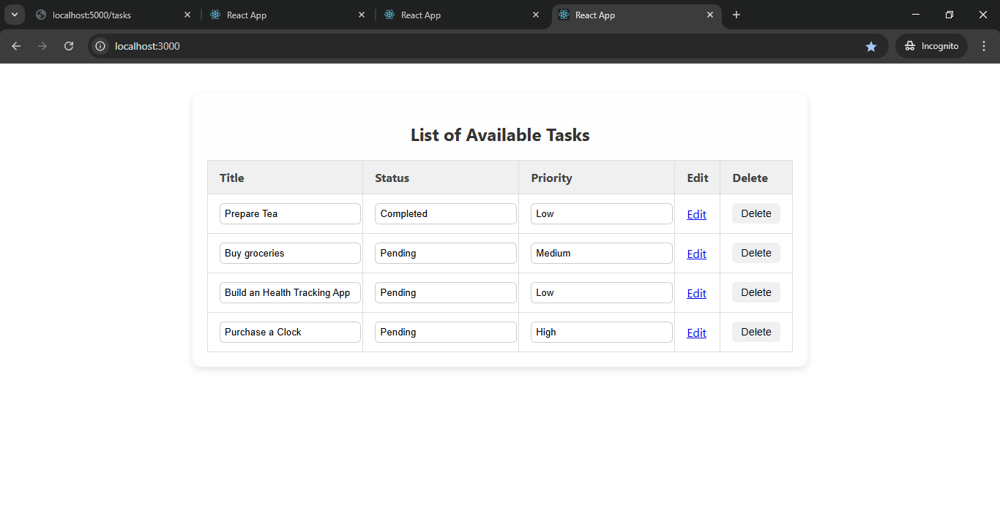 localhost:5000/tasks React App React App React App
localhost:3000 Incognito
List of Available Tasks
Title Status Priority Edit Delete
Prepare Tea Completed Low Edit Delete
Buy groceries Pending Medium Edit Delete
Build an Health Tracking App Pending Low Edit Delete
Purchase a Clock Pending High Edit Delete